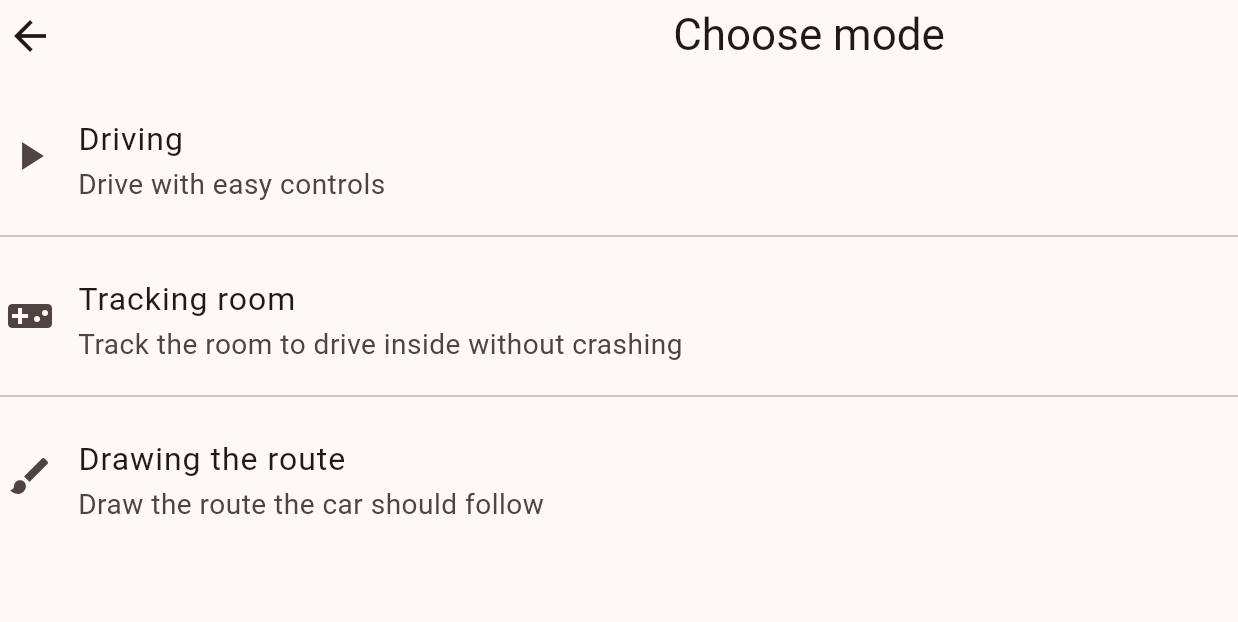 Choose mode
Driving
Drive with easy controls
Tracking room
Track the room to drive inside without crashing
Drawing the route
Draw the route the car should follow